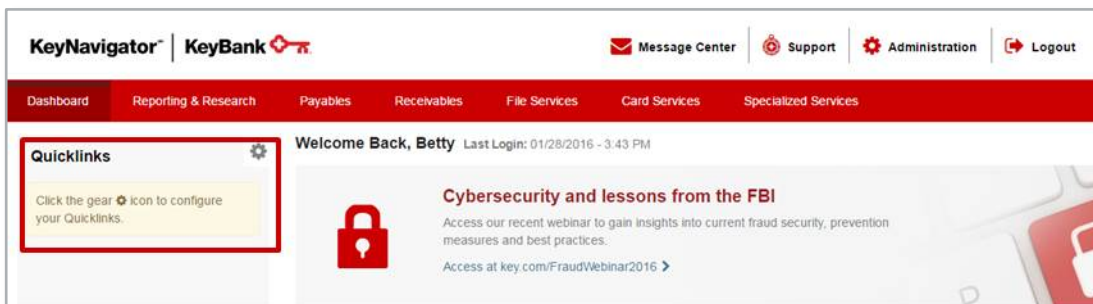 KeyNavigator | KeyBank
Message Center
Support
Administration
Logout
Dashboard
Reporting & Research
Payables
Receivables
File Services
Card Services
Specialized Services
Quicklinks
Click the gear icon to configure
your Quicklinks.
Welcome Back, Betty Last Login: 01/28/2016 - 3:43 PM
Cybersecurity and lessons from the FBI
Access our recent webinar to gain insights into current fraud security, prevention
measures and best practices.
Access at key.com/FraudWebinar2016